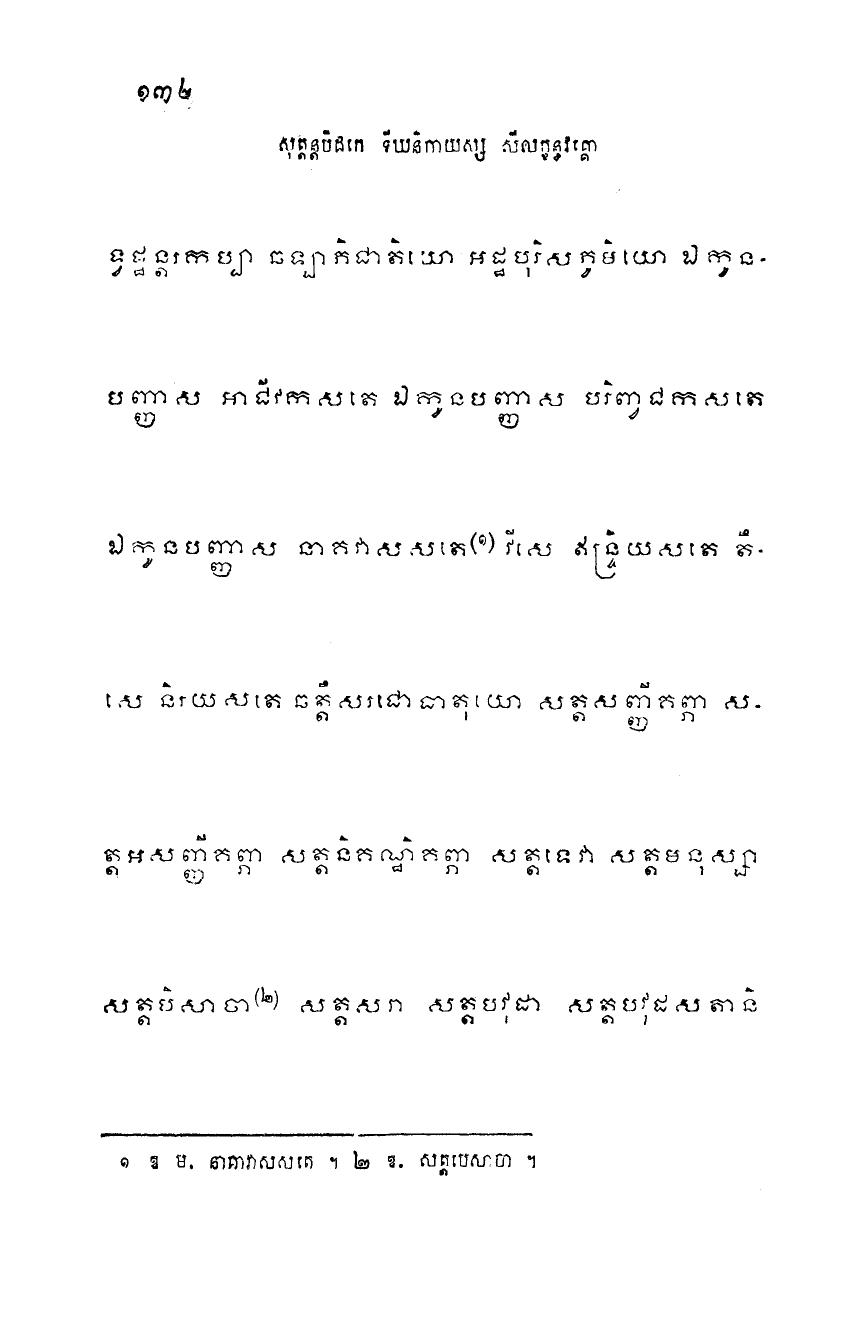 ១៣២
សុត្តន្តបិដកេ ទីឃនិកាយស្ស សីលក្ខន្ធវគ្គោ
ទ្វដ្ឋន្តរកប្បា ឆឡ្បាភិជាតិយោ អដ្ឋបុរិសភូមិយោ ឯកូន-
បញ្ញាស អាជីវកសតេ ឯកូនបញ្ញាស បរិញ្វជកសតេ
ឯកូនបញ្ញាស នាគវាសសតេ(១) វីសេ ឥន្ទ្រិយសតេ តឹ-
សេ និរយសតេ ឆត្តឹសរជោធាតុយោ សត្តសញ្ញីគព្ភា ស-
ត្តអសញ្ញីគព្ភា សត្តនិគណ្ឋិគព្ភា សត្តទេវា សត្តមនុស្សា
សត្តបិសាចា(២) សត្តសរា សត្តបវុដា សត្តបវុដសតានិ
១ ឱ ម. នាគាវាសសតេ ។ ២ ឱ. សត្តបេសាចា ។